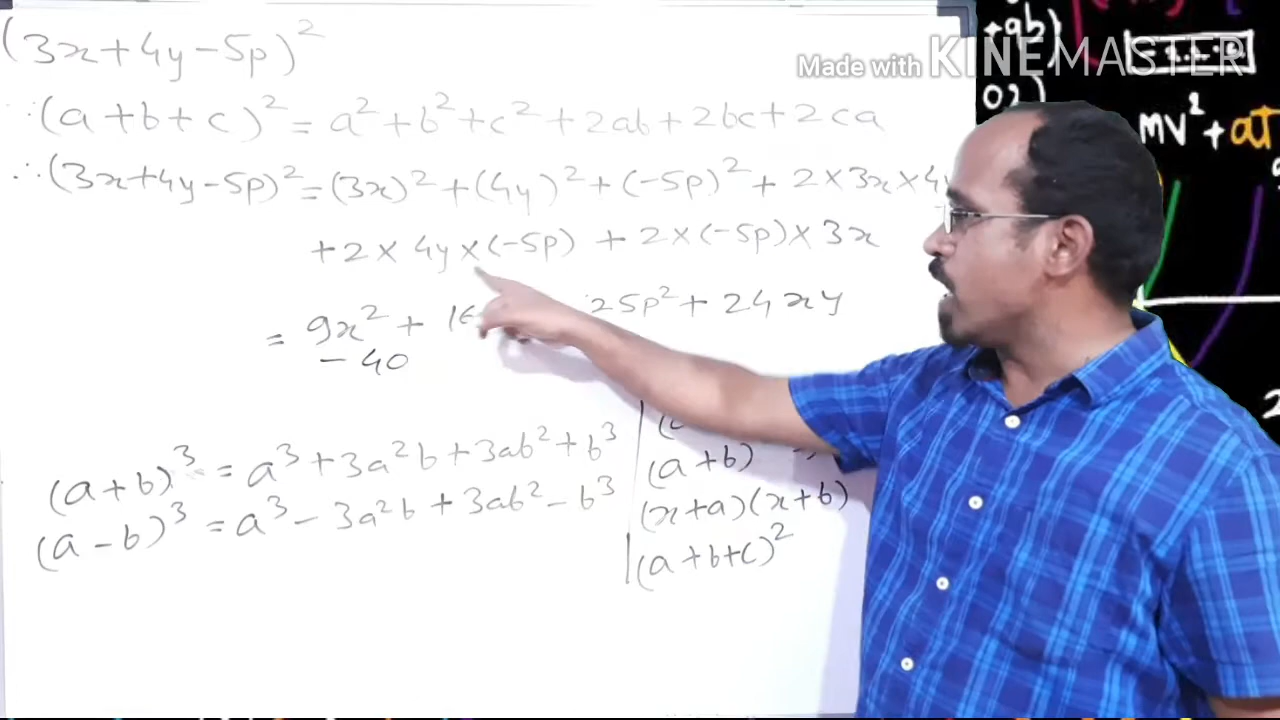 (3x+4y-5p)²
Made with KINEMASTER
+ab)
∵(a+b+c)² = a²+b²+c²+2ab+2bc+2ca
MV²+at
∴(3x+4y-5p)² = (3x)²+(4y)²+(-5p)²+2×3x×4y
+2×4y×(-5p) +2×(-5p)×3x
= 9x²+ 25p²+24xy
-40
(a+b)³ = a³+3a²b+3ab²+b³
(a-b)³ = a³-3a²b+3ab²-b³
(a+b)
(x+a)(x+b)
(a+b+c)²